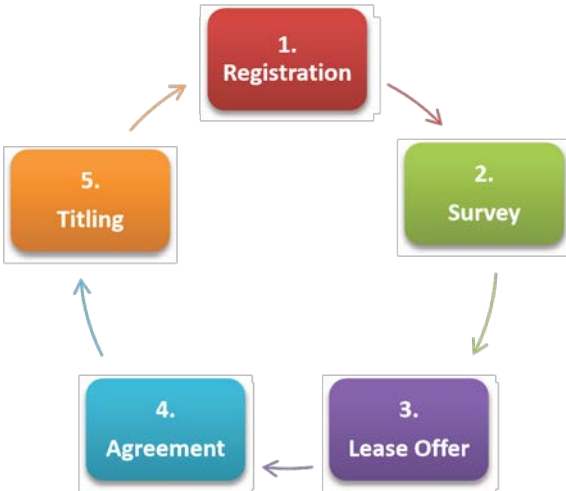 1.
Registration
2.
Survey
3.
Lease Offer
4.
Agreement
5.
Titling